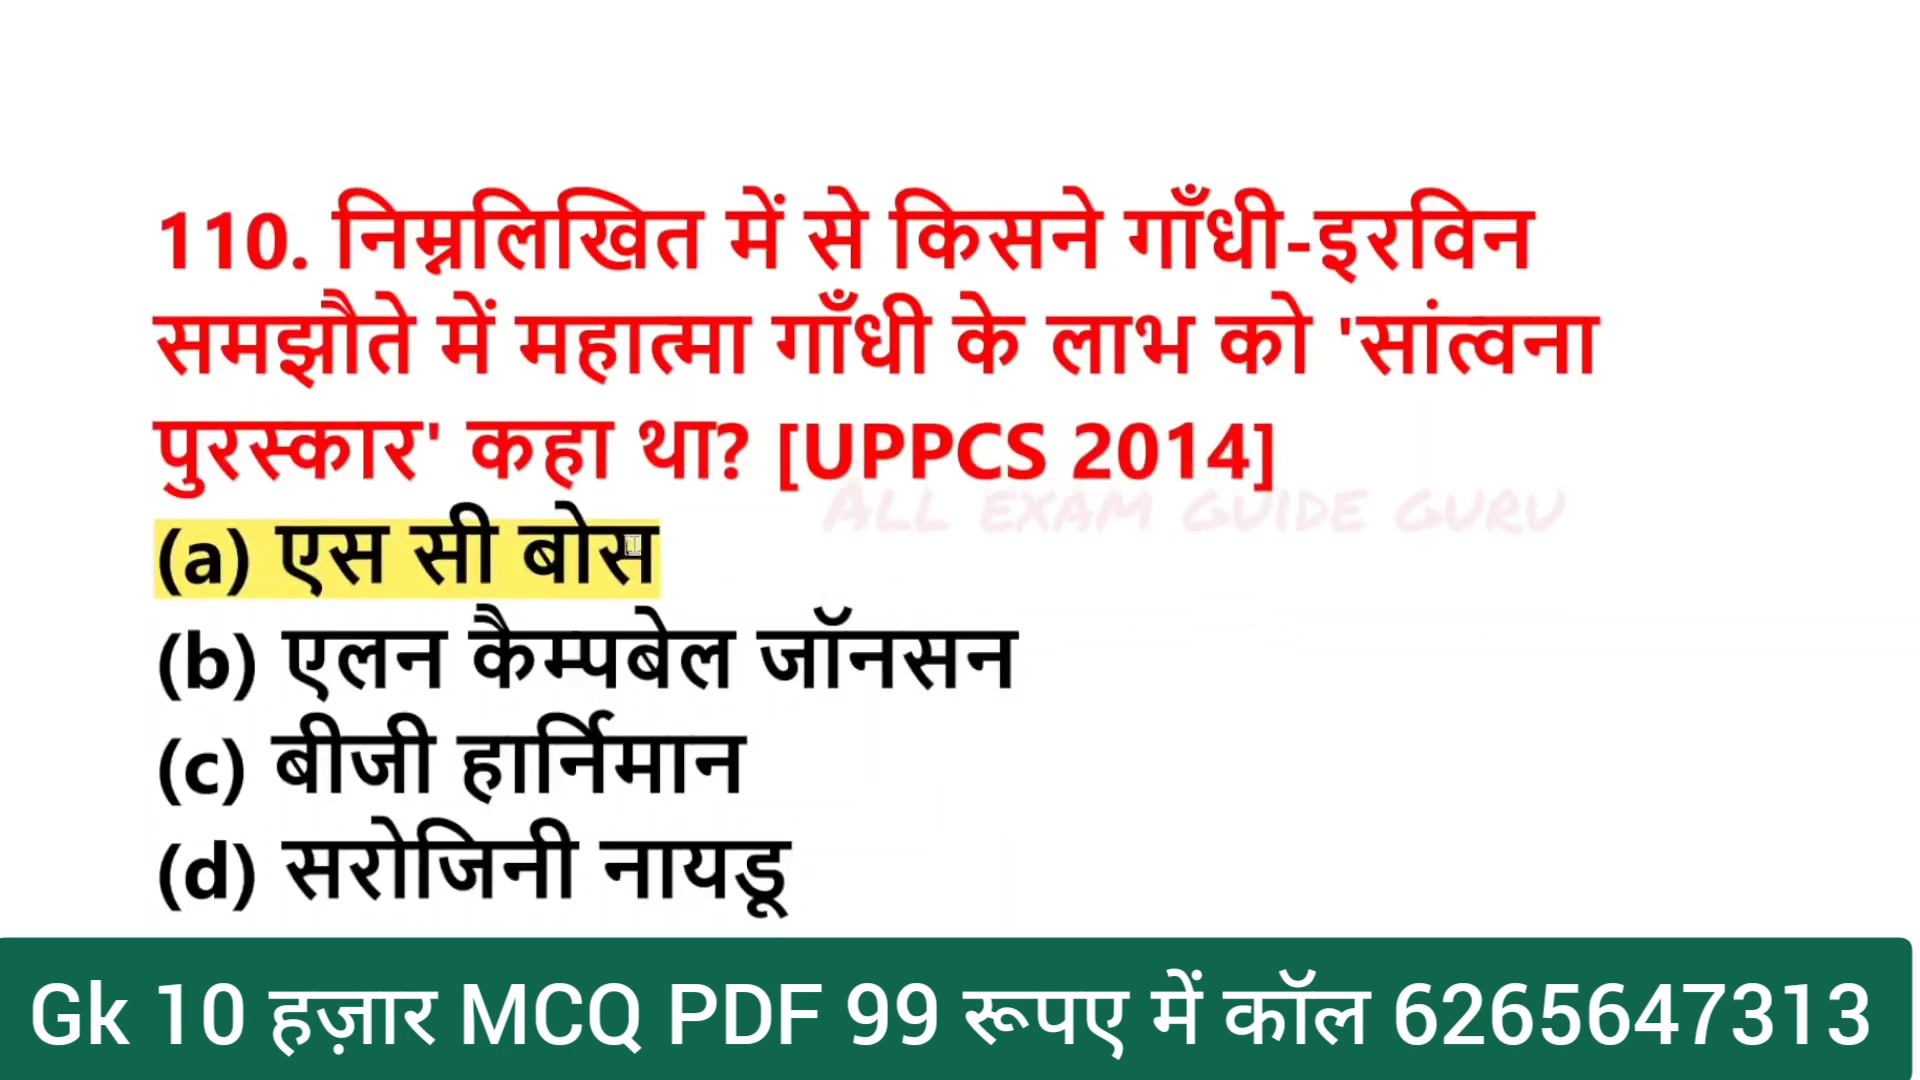 110. निम्नलिखित में से किसने गाँधी-इरविन
समझौते में महात्मा गाँधी के लाभ को 'सांत्वना
पुरस्कार' कहा था? [UPPCS 2014]
ALL EXAM GUIDE GURU
(a) एस सी बोस
(b) एलन कैम्पबेल जॉनसन
(c) बीजी हार्निमान
(d) सरोजिनी नायडू
Gk 10 हज़ार MCQ PDF 99 रूपए में कॉल 6265647313